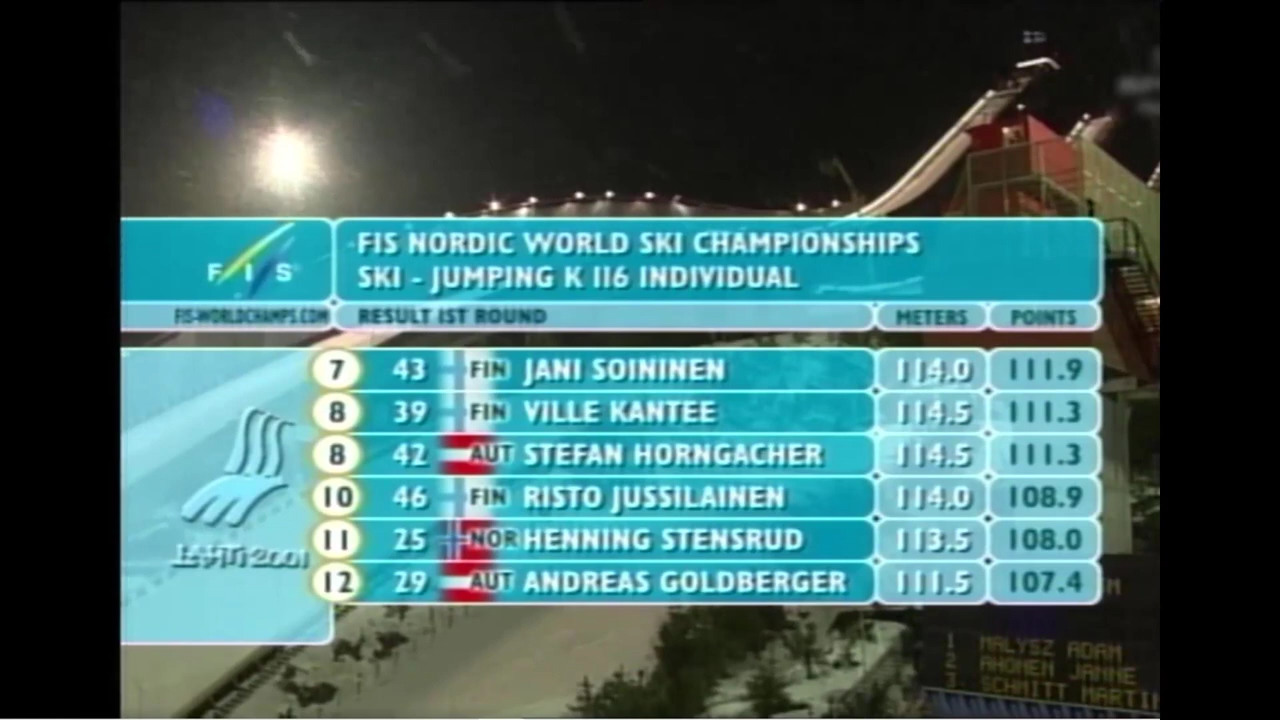 FIS
FIS NORDIC WORLD SKI CHAMPIONSHIPS
SKI - JUMPING K 116 INDIVIDUAL
FIS-WORLDCHAMPS.COM RESULT 1ST ROUND METERS POINTS
7 43 FIN JANI SOININEN 114.0 111.9
8 39 FIN VILLE KANTEE 114.5 111.3
8 42 AUT STEFAN HORNGACHER 114.5 111.3
10 46 FIN RISTO JUSSILAINEN 114.0 108.9
11 25 NOR HENNING STENSRUD 113.5 108.0
12 29 AUT ANDREAS GOLDBERGER 111.5 107.4
LAHTI 2001
1 MALYSZ ADAM
2 AHONEN JANNE
3 SCHMITT MARTIN